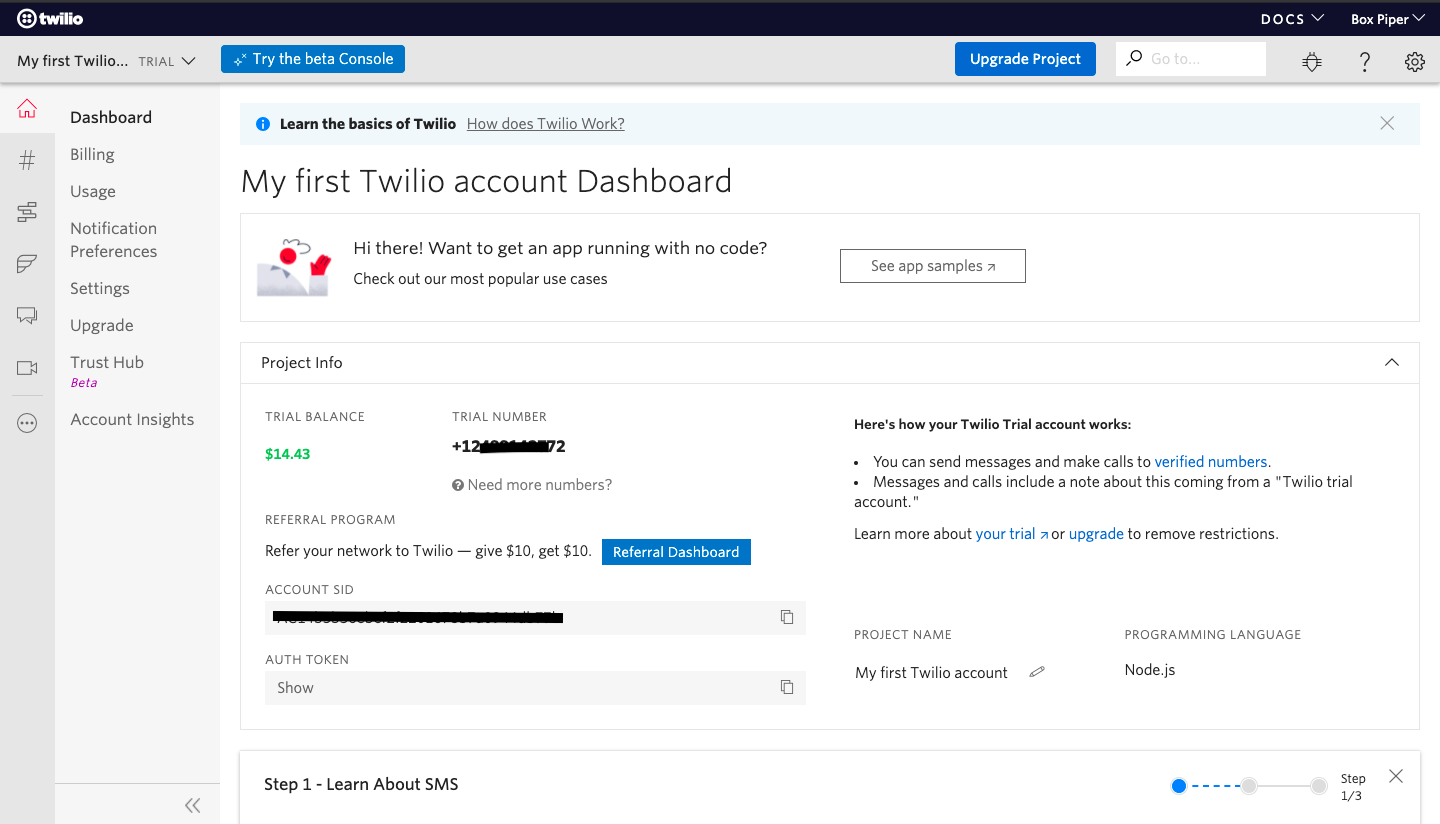 twilio
DOCS
Box Piper
My first Twilio... TRIAL
Try the beta Console
Upgrade Project
Go to...
Dashboard
Billing
Usage
Notification
Preferences
Settings
Upgrade
Trust Hub
Beta
Account Insights
Learn the basics of Twilio How does Twilio Work?
My first Twilio account Dashboard
Hi there! Want to get an app running with no code?
Check out our most popular use cases
See app samples
Project Info
TRIAL BALANCE
$14.43
TRIAL NUMBER
Need more numbers?
REFERRAL PROGRAM
Refer your network to Twilio — give $10, get $10. Referral Dashboard
ACCOUNT SID
AUTH TOKEN
Show
Here's how your Twilio Trial account works:
• You can send messages and make calls to verified numbers.
• Messages and calls include a note about this coming from a "Twilio trial
account."
Learn more about your trial or upgrade to remove restrictions.
PROJECT NAME
My first Twilio account
PROGRAMMING LANGUAGE
Node.js
Step 1 - Learn About SMS
Step
1/3